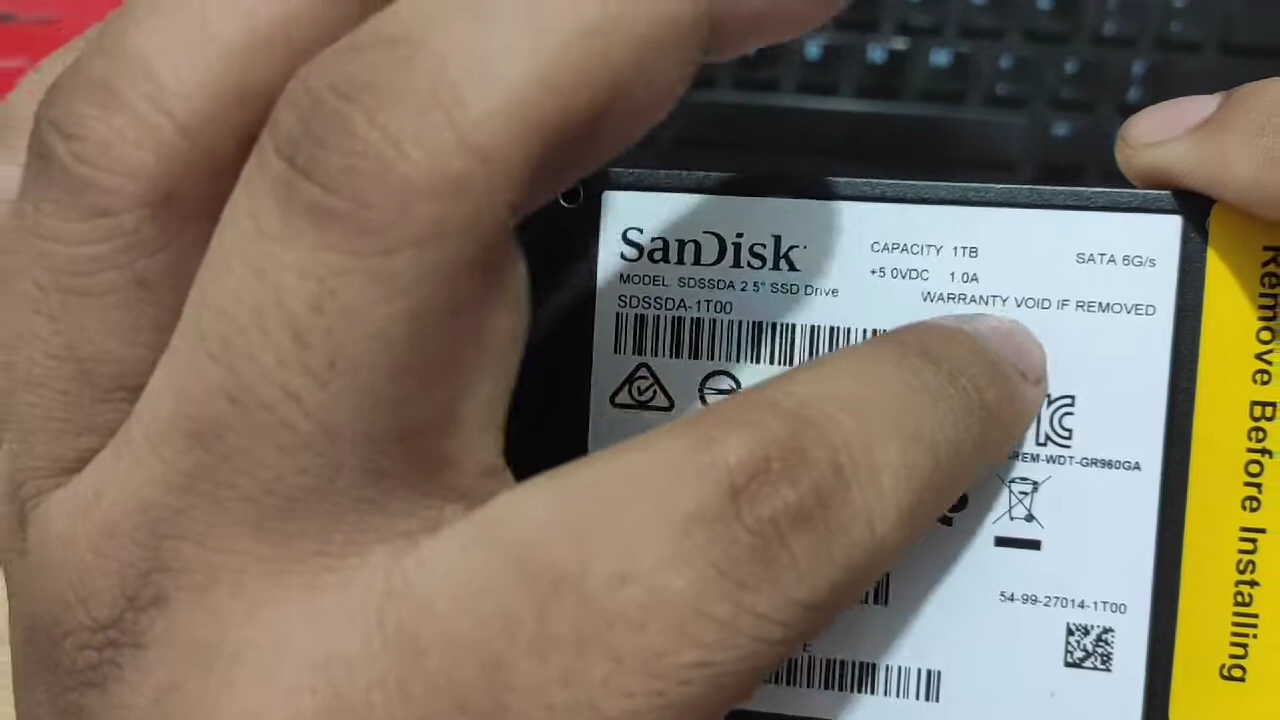 SanDisk
CAPACITY 1TB
SATA 6G/s
+5.0VDC 1.0A
MODEL: SDSSDA 2.5" SSD Drive
WARRANTY VOID IF REMOVED
SDSSDA-1T00
-REM-WDT-GR960GA
54-99-27014-1T00
E
Remove Before Installing